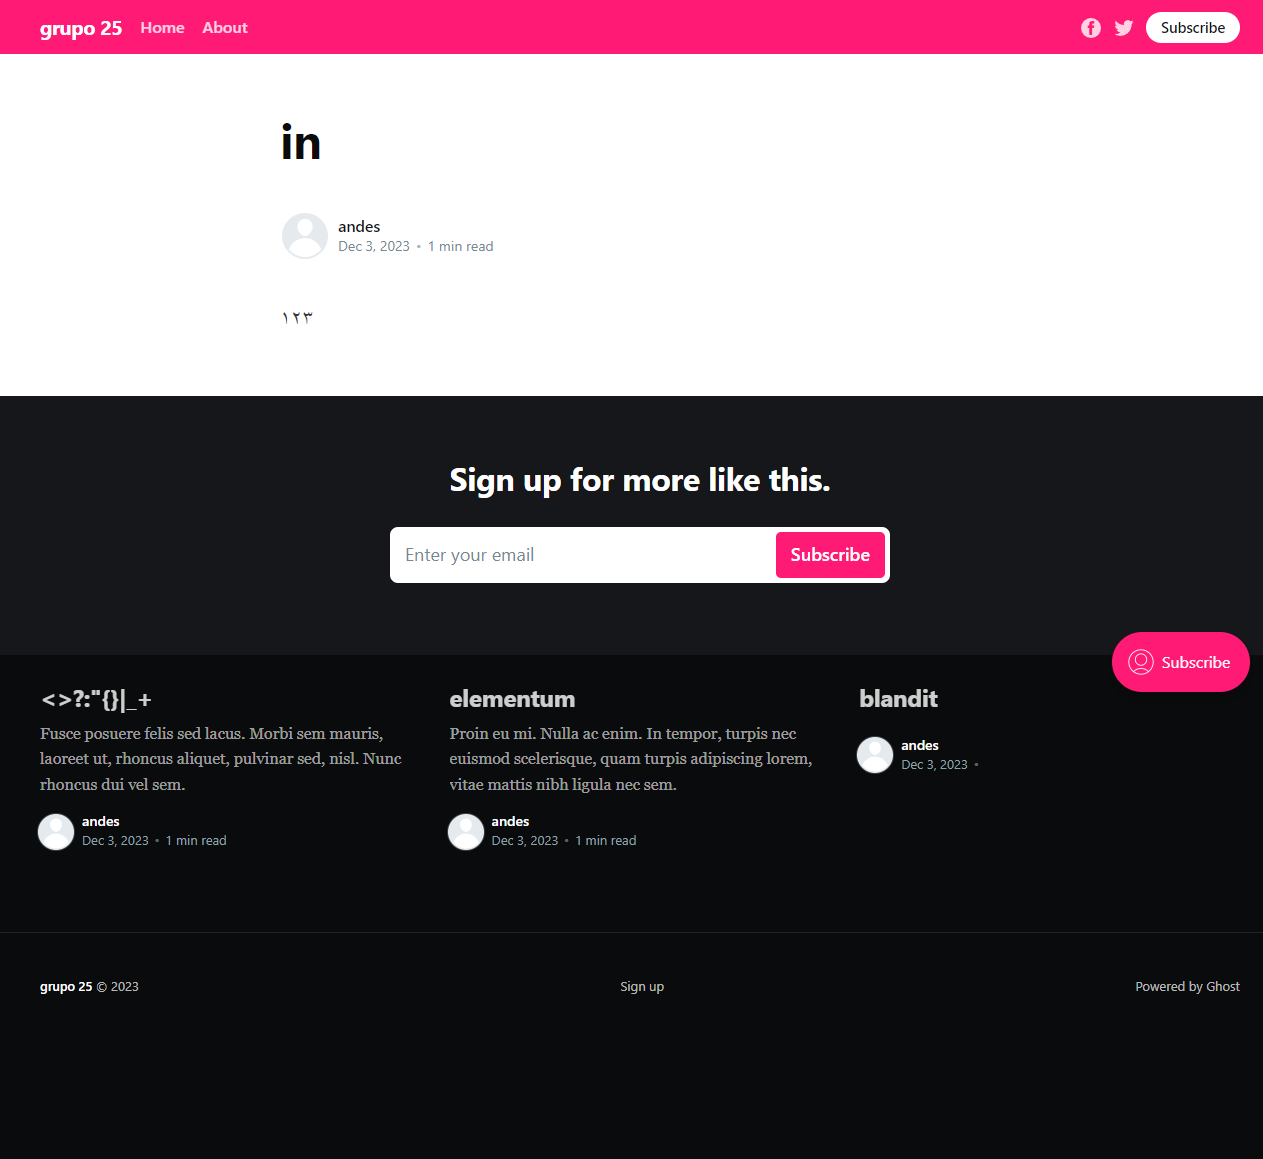 grupo 25 Home About Subscribe
in
andes
Dec 3, 2023 • 1 min read
١٢٣
Sign up for more like this.
Enter your email Subscribe
Subscribe
<>?:"{}|_+
Fusce posuere felis sed lacus. Morbi sem mauris,
laoreet ut, rhoncus aliquet, pulvinar sed, nisl. Nunc
rhoncus dui vel sem.
andes
Dec 3, 2023 • 1 min read
elementum
Proin eu mi. Nulla ac enim. In tempor, turpis nec
euismod scelerisque, quam turpis adipiscing lorem,
vitae mattis nibh ligula nec sem.
andes
Dec 3, 2023 • 1 min read
blandit
andes
Dec 3, 2023 •
grupo 25 © 2023 Sign up Powered by Ghost